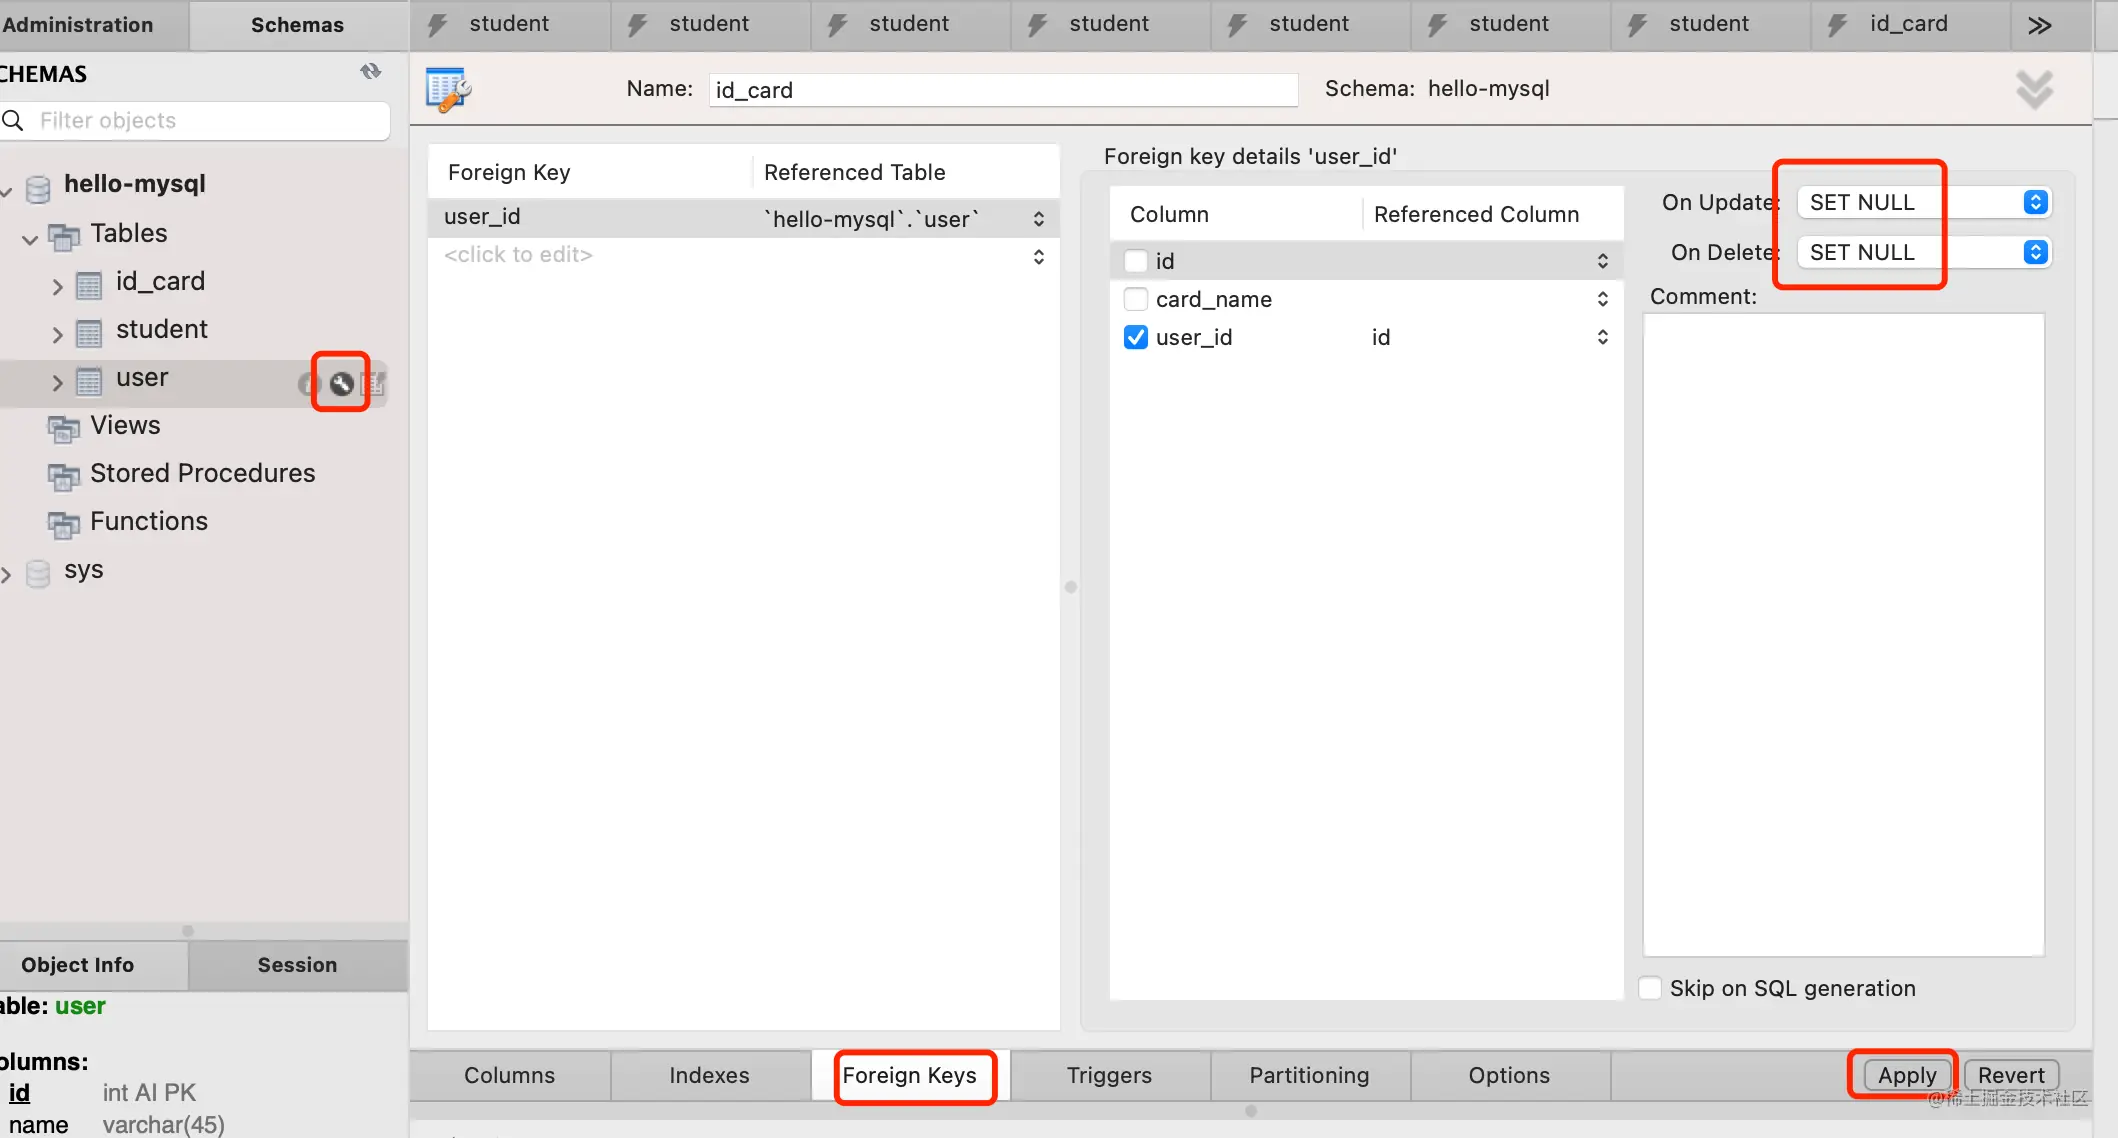 Administration
Schemas
student
student
student
student
student
student
student
id_card
CHEMAS
Filter objects
hello-mysql
Tables
id_card
student
user
Views
Stored Procedures
Functions
sys
Object Info
Session
able: user
olumns:
id int AI PK
name varchar(45)
Name: id_card
Schema: hello-mysql
Foreign Key
Referenced Table
user_id
`hello-mysql`.`user`
<click to edit>
Foreign key details 'user_id'
Column
Referenced Column
id
card_name
user_id
id
On Update: SET NULL
On Delete: SET NULL
Comment:
Skip on SQL generation
Columns
Indexes
Foreign Keys
Triggers
Partitioning
Options
Apply
Revert
@稀土掘金技术社区